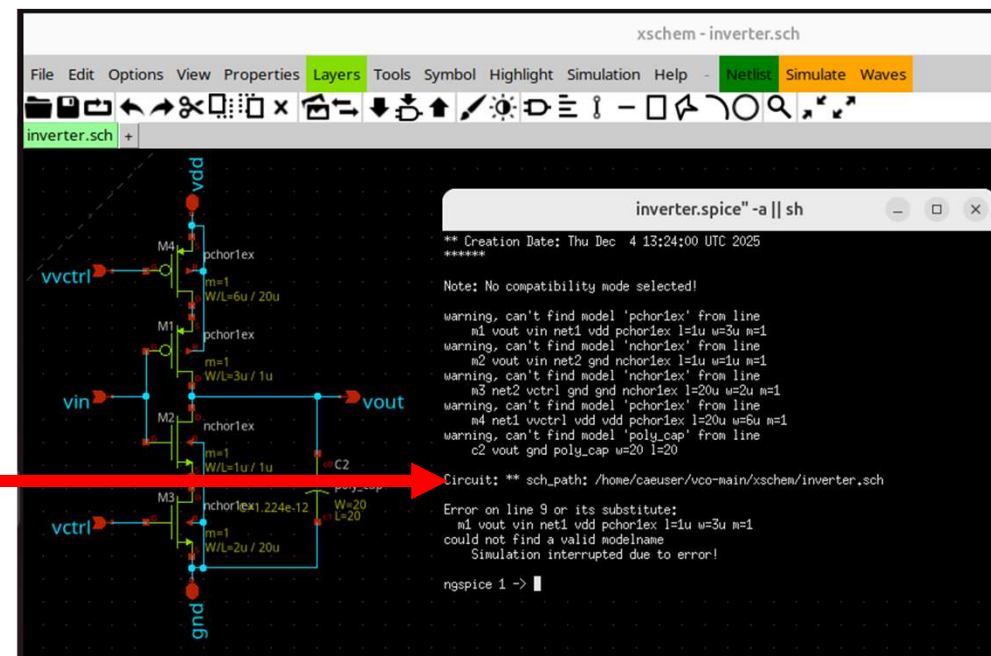 xschem - inverter.sch
File Edit Options View Properties Layers Tools Symbol Highlight Simulation Help - Netlist Simulate Waves
inverter.sch +
vdd
M4
pchor1ex
vvctrl
m=1
W/L=6u / 20u
M1
pchor1ex
m=1
W/L=3u / 1u
vin
vout
M2
nchor1ex
m=1
W/L=1u / 1u
C2
poly_cap
M3
nchor1ex
C=1.224e-12
W=20
L=20
vctrl
m=1
W/L=2u / 20u
gnd
inverter.spice" -a || sh
** Creation Date: Thu Dec  4 13:24:00 UTC 2025
******
Note: No compatibility mode selected!
warning, can't find model 'pchor1ex' from line
m1 vout vin net1 vdd pchor1ex l=1u w=3u m=1
warning, can't find model 'nchor1ex' from line
m2 vout vin net2 gnd nchor1ex l=1u w=1u m=1
warning, can't find model 'nchor1ex' from line
m3 net2 vctrl gnd gnd nchor1ex l=20u w=2u m=1
warning, can't find model 'pchor1ex' from line
m4 net1 vvctrl vdd vdd pchor1ex l=20u w=6u m=1
warning, can't find model 'poly_cap' from line
c2 vout gnd poly_cap w=20 l=20
Circuit: ** sch_path: /home/caeuser/vco-main/xschem/inverter.sch
Error on line 9 or its substitute:
m1 vout vin net1 vdd pchor1ex l=1u w=3u m=1
could not find a valid modelname
Simulation interrupted due to error!
ngspice 1 ->